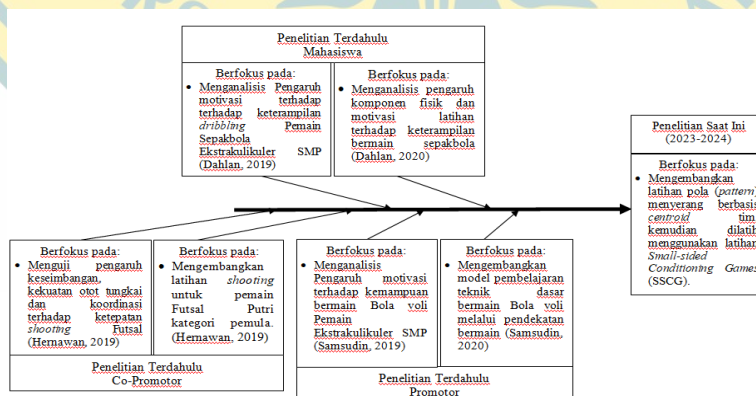 Penelitian Terdahulu
Mahasiswa
Berfokus pada:
• Menganalisis Pengaruh
motivasi terhadap
terhadap keterampilan
dribbling Pemain
Sepakbola
Ekstrakulikuler SMP
(Dahlan, 2019)
Berfokus pada:
• Menganalisis pengaruh
komponen fisik dan
motivasi latihan
terhadap keterampilan
bermain sepakbola
(Dahlan, 2020)
Penelitian Saat Ini
(2023-2024)
Berfokus pada:
• Mengembangkan
latihan pola (pattern)
menyerang berbasis
centroid tim
kemudian dilatih
menggunakan latihan
Small-sided
Conditioning Games
(SSCG).
Berfokus pada:
• Menguji pengaruh
keseimbangan,
kekuatan otot tungkai
dan koordinasi
terhadap ketepatan
shooting Futsal
(Hernawan, 2019)
Berfokus pada:
• Mengembangkan
latihan shooting
untuk pemain
Futsal Putri
kategori pemula.
(Hernawan, 2019)
Penelitian Terdahulu
Co-Promotor
Berfokus pada:
• Menganalisis
Pengaruh motivasi
terhadap kemampuan
bermain Bola voli
Pemain
Ekstrakulikuler SMP
(Samsudin, 2019)
Berfokus pada:
• Mengembangkan
model pembelajaran
teknik dasar
bermain Bola voli
melalui pendekatan
bermain (Samsudin,
2020)
Penelitian Terdahulu
Promotor